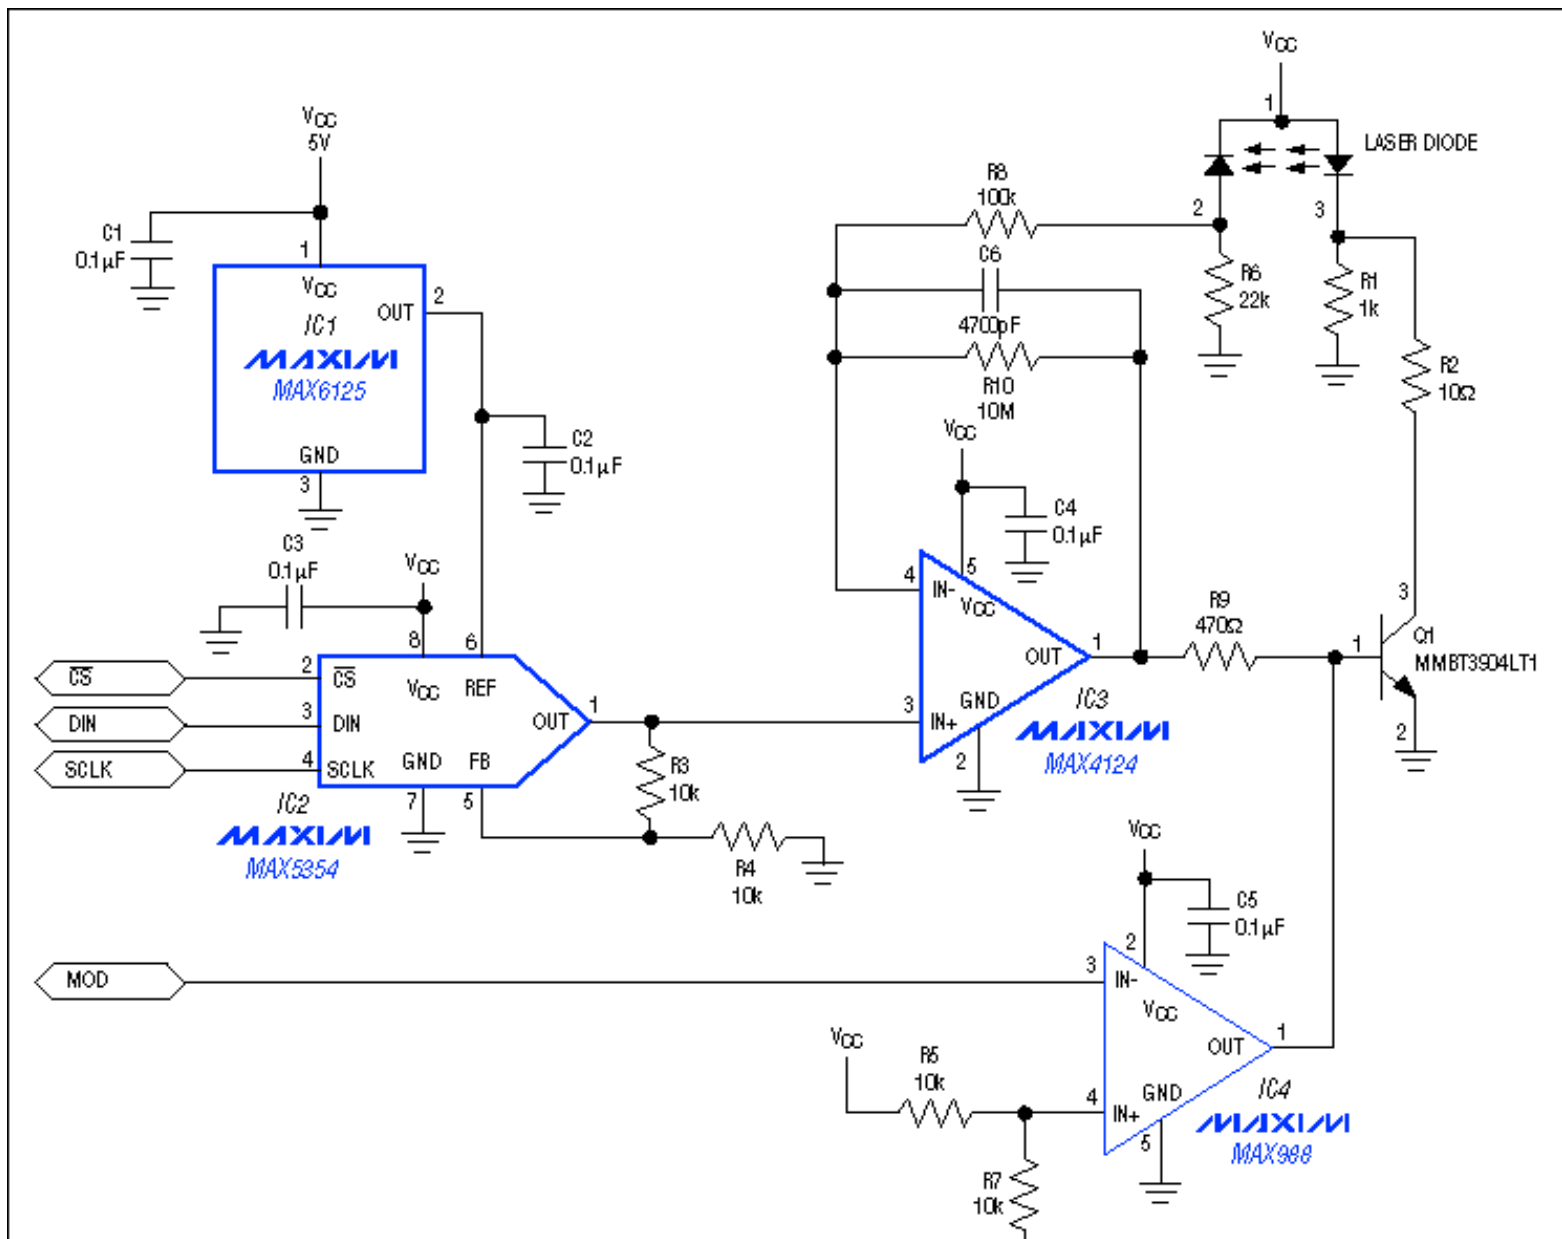 VCC
5V
C1
0.1µF
1
VCC
OUT
2
IC1
MAXIM
MAX6125
GND
3
C2
0.1µF
C3
0.1µF
VCC
8
6
CS
2
CS
VCC
REF
DIN
3
DIN
OUT
1
SCLK
4
SCLK
GND
FB
7
5
IC2
MAXIM
MAX5354
R3
10k
R4
10k
VCC
1
LASER DIODE
2
3
R8
100k
C6
4700pF
R10
10M
R6
22k
R1
1k
R2
10Ω
VCC
C4
0.1µF
4
IN-
5
VCC
OUT
1
3
IN+
GND
2
IC3
MAXIM
MAX4124
R9
470Ω
3
1
Q1
MMBT3904LT1
2
VCC
C5
0.1µF
MOD
3
IN-
2
VCC
OUT
1
VCC
R5
10k
4
IN+
GND
5
IC4
MAXIM
MAX988
R7
10k